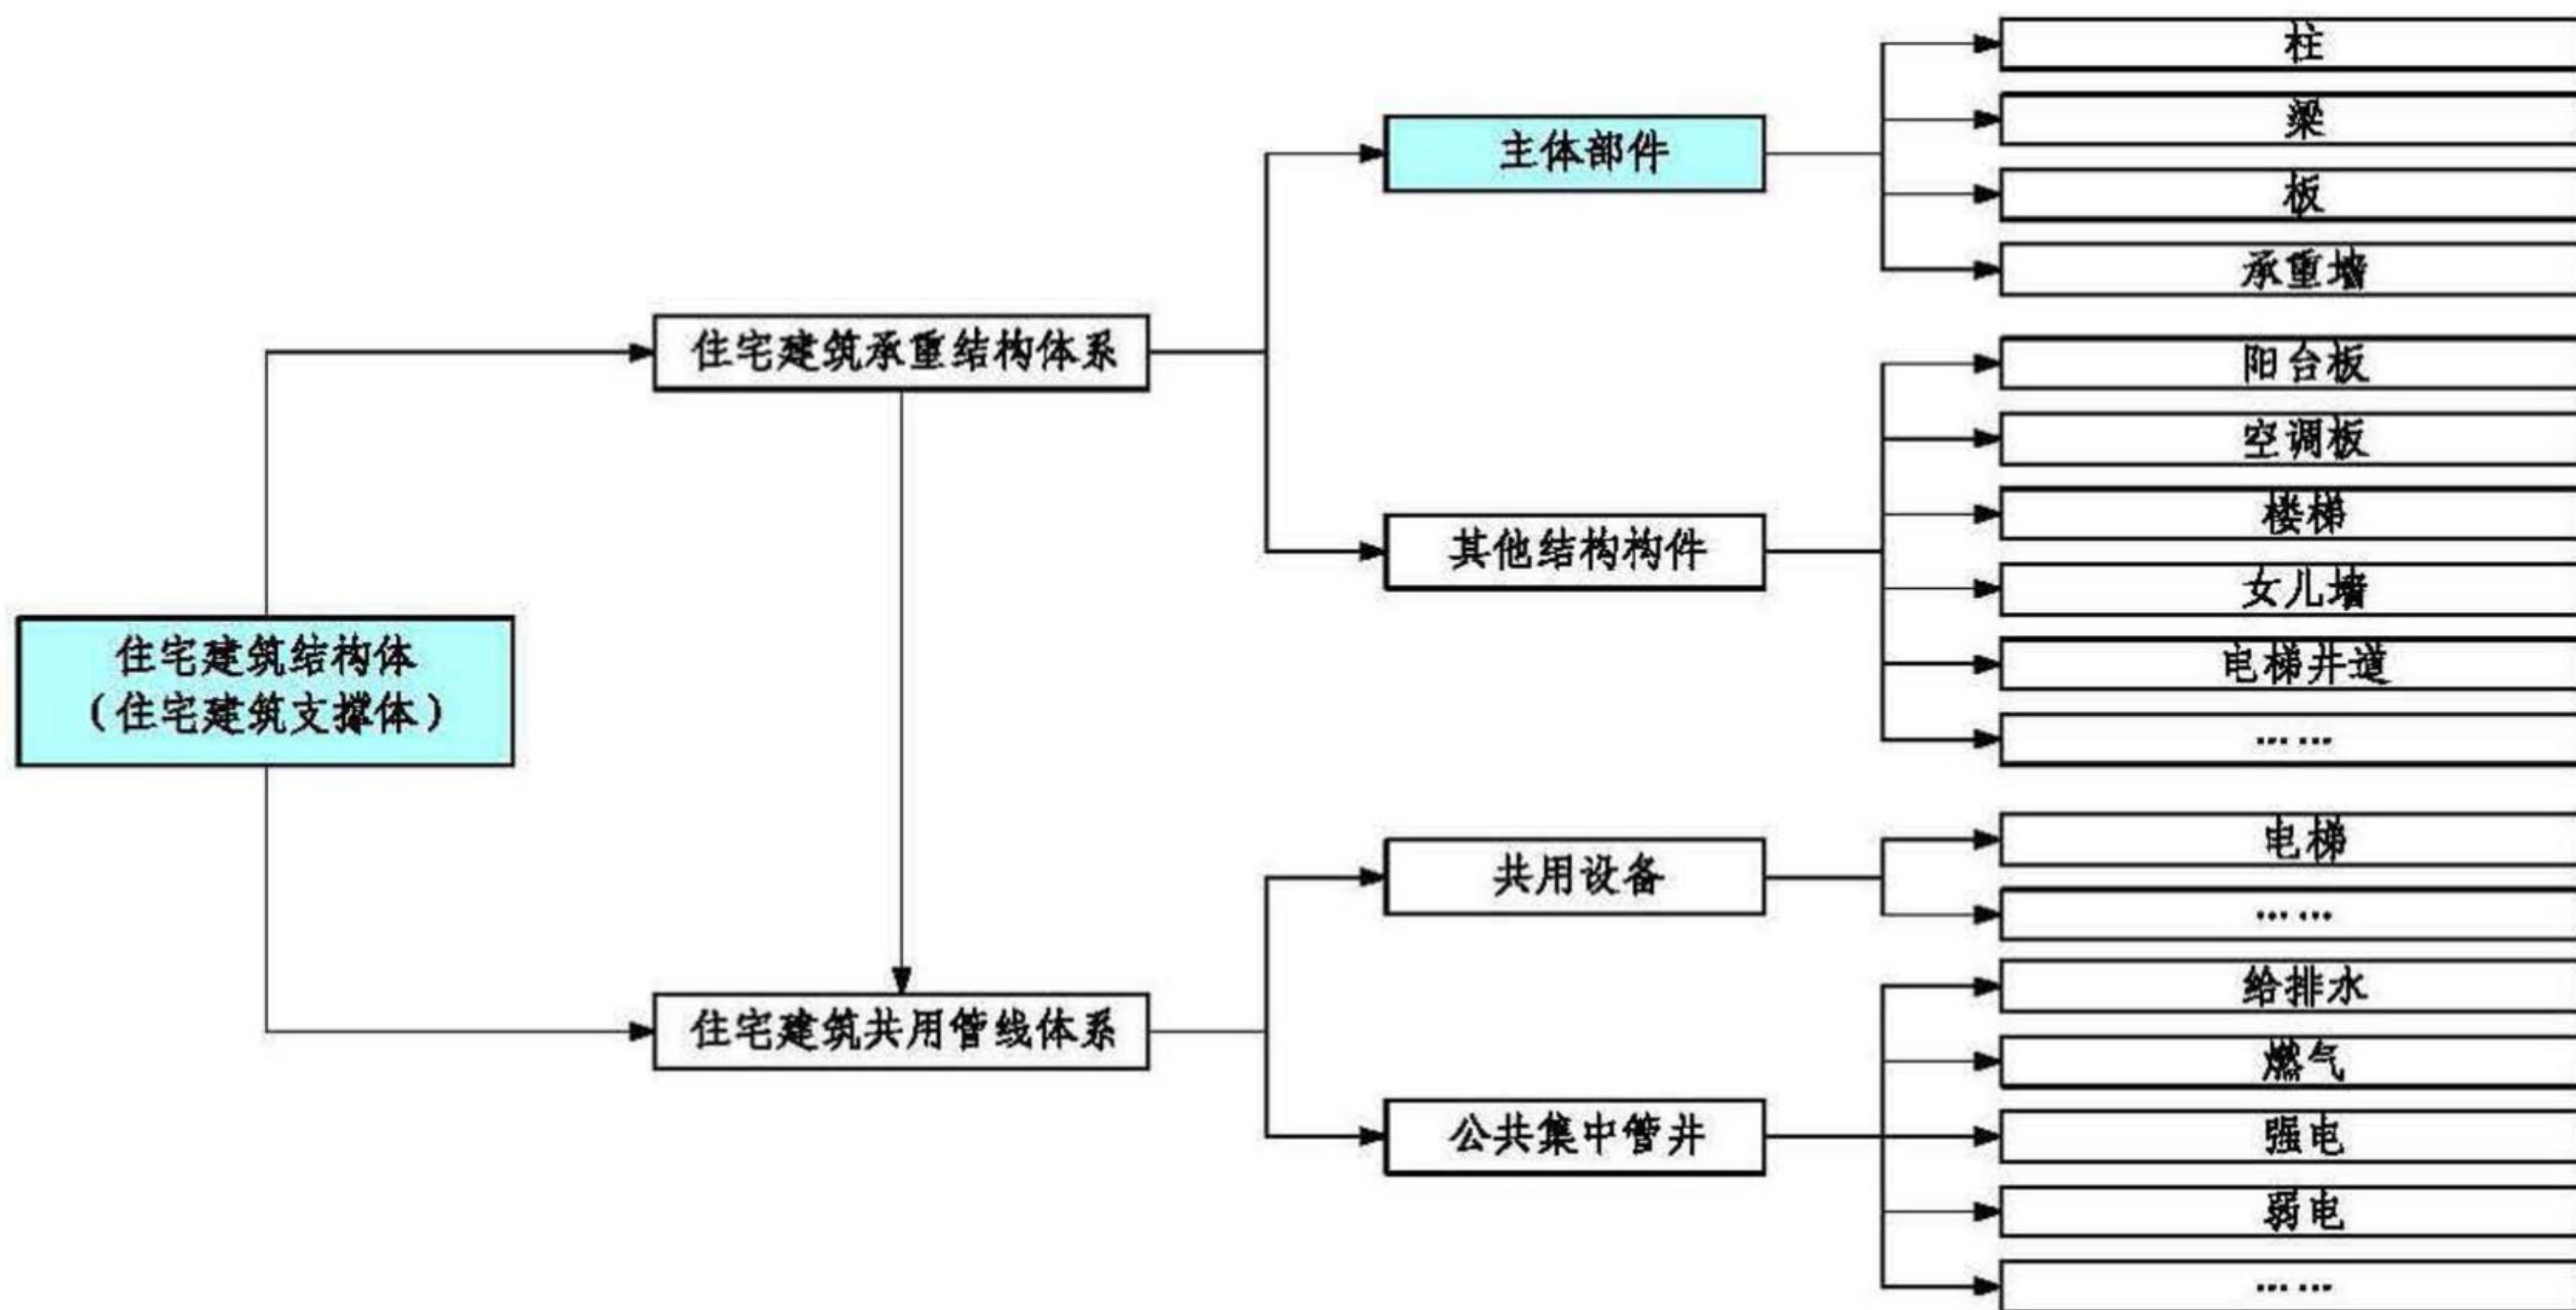 柱
梁
主体部件
板
承重墙
住宅建筑承重结构体系
阳台板
空调板
楼梯
其他结构构件
女儿墙
住宅建筑结构体
（住宅建筑支撑体）
电梯井道
……
电梯
共用设备
……
给排水
住宅建筑共用管线体系
燃气
公共集中管井
强电
弱电
……